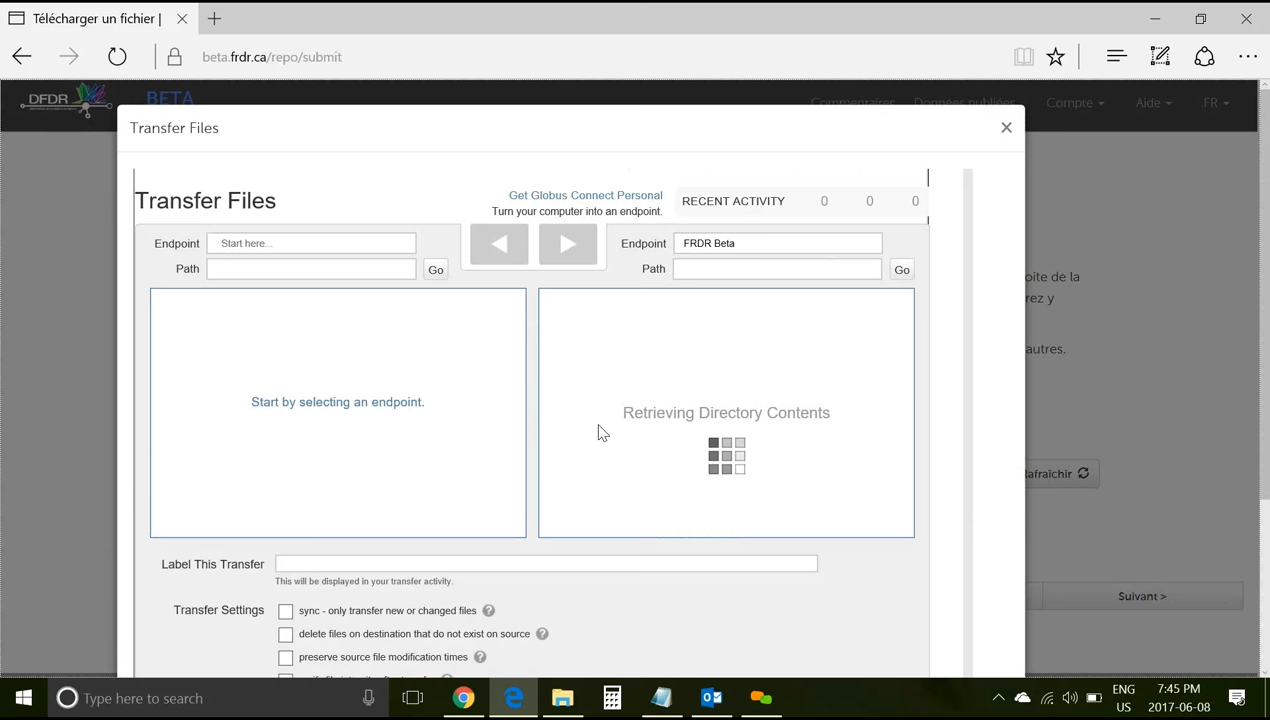 Télécharger un fichier |
beta.frdr.ca/repo/submit
DFDR
BETA
Commentaires Données publiées Compte Aide FR
Transfer Files
Transfer Files
Get Globus Connect Personal
Turn your computer into an endpoint.
RECENT ACTIVITY 0 0 0
Endpoint Start here...
Endpoint FRDR Beta
Path Go
Path Go
Start by selecting an endpoint.
Retrieving Directory Contents
Label This Transfer
This will be displayed in your transfer activity.
Transfer Settings
sync - only transfer new or changed files ?
delete files on destination that do not exist on source ?
preserve source file modification times ?
oite de la
rez y
autres.
Rafraîchir
Suivant >
Type here to search
ENG
US
7:45 PM
2017-06-08